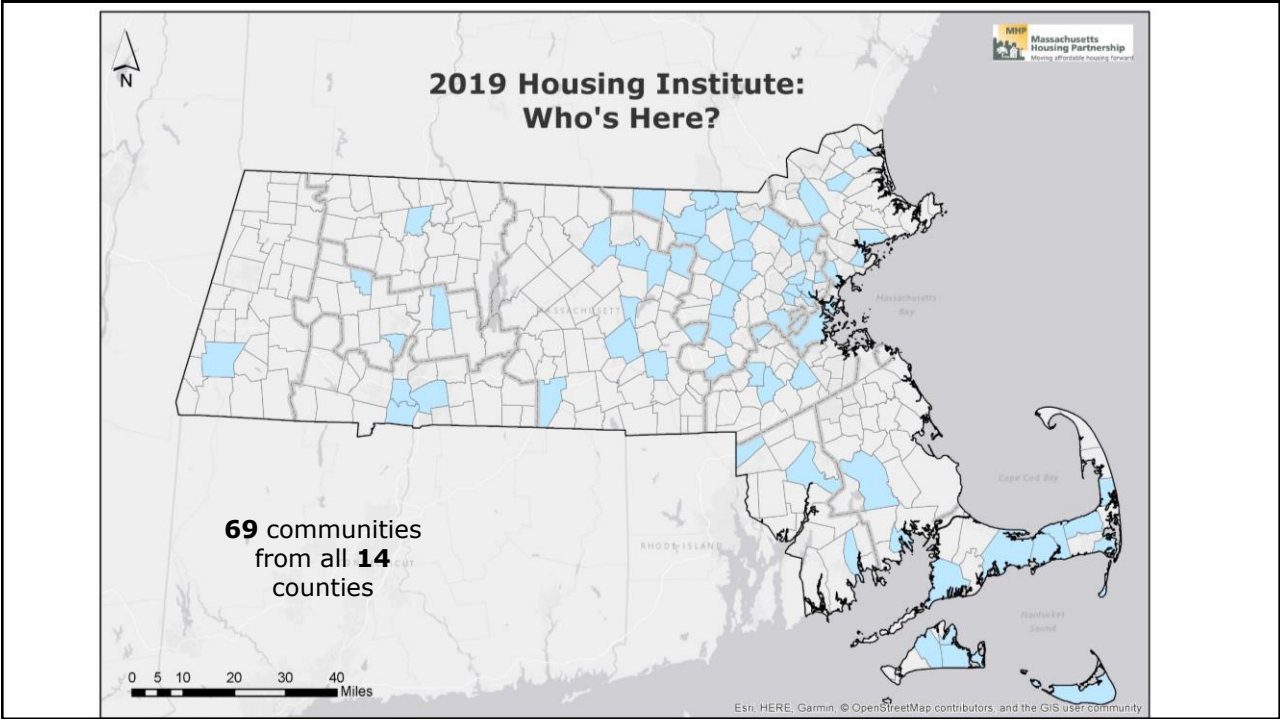 N
2019 Housing Institute:
Who's Here?
MHP
Massachusetts
Housing Partnership
Moving affordable housing forward
Massachusetts
Bay
MASSACHUSETT
Cape Cod Bay
RHODE ISLAND
Nantucket
Sound
69 communities
from all 14
counties
CUT
0 5 10 20 30 40
Miles
Esri, HERE, Garmin, © OpenStreetMap contributors, and the GIS user community